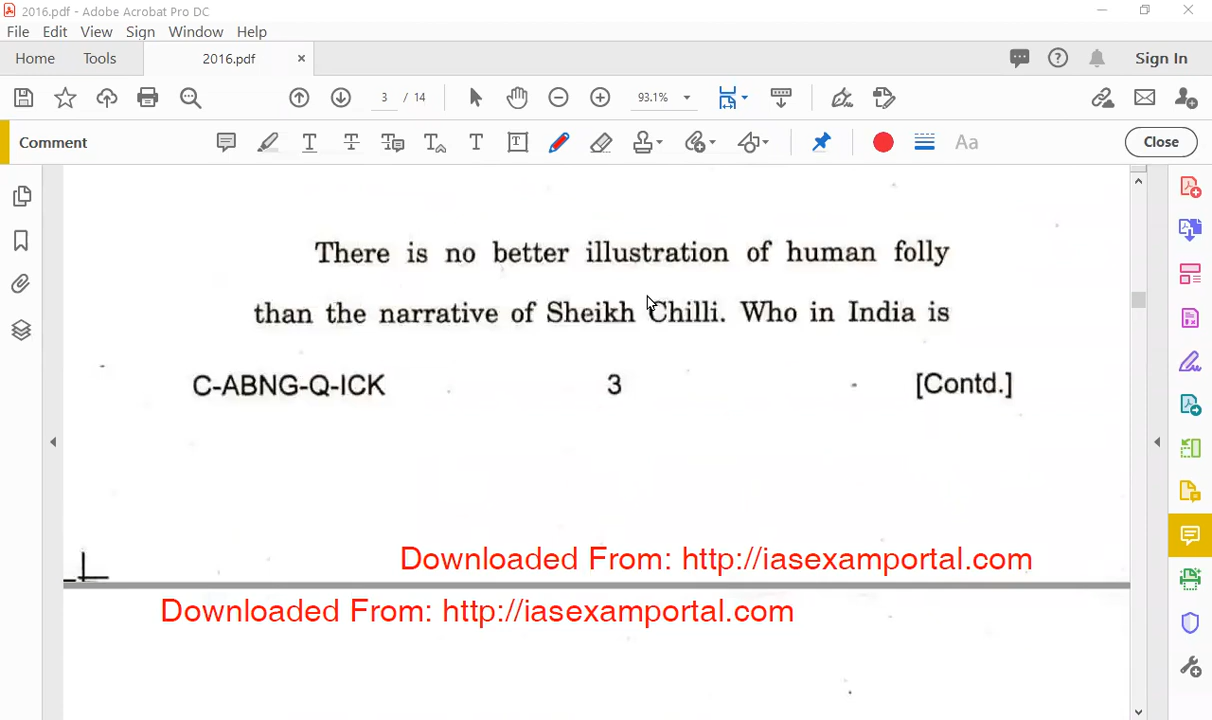 2016.pdf - Adobe Acrobat Pro DC
File Edit View Sign Window Help
Home Tools 2016.pdf × Sign In
3 / 14 93.1%
Comment Aa Close
There is no better illustration of human folly
than the narrative of Sheikh Chilli. Who in India is
C-ABNG-Q-ICK 3 [Contd.]
Downloaded From: http://iasexamportal.com
Downloaded From: http://iasexamportal.com